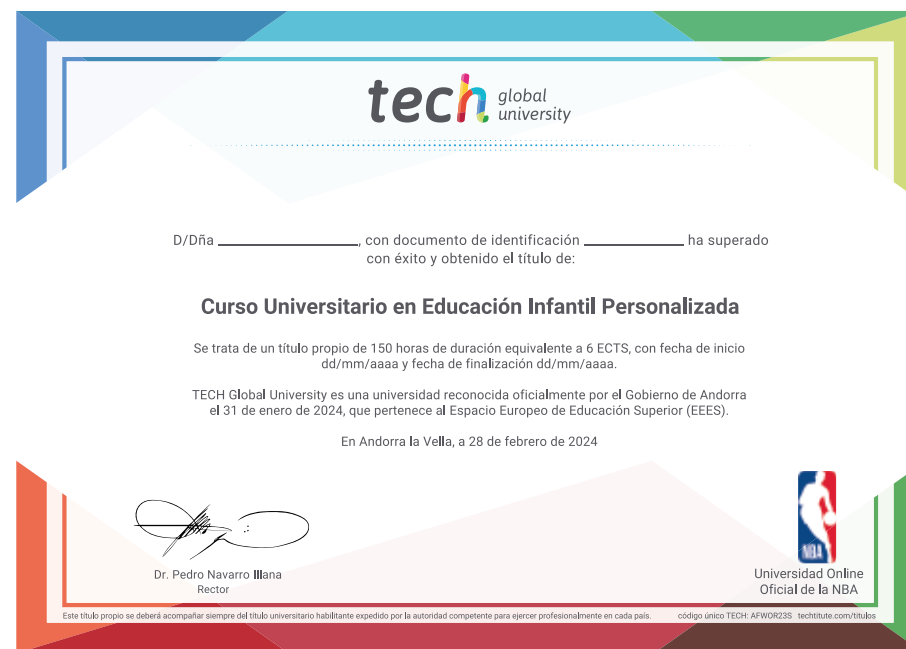 tech global university
D/Dña ____________________, con documento de identificación ______________ ha superado
con éxito y obtenido el título de:
Curso Universitario en Educación Infantil Personalizada
Se trata de un título propio de 150 horas de duración equivalente a 6 ECTS, con fecha de inicio
dd/mm/aaaa y fecha de finalización dd/mm/aaaa.
TECH Global University es una universidad reconocida oficialmente por el Gobierno de Andorra
el 31 de enero de 2024, que pertenece al Espacio Europeo de Educación Superior (EEES).
En Andorra la Vella, a 28 de febrero de 2024
Dr. Pedro Navarro Illana
Rector
NBA
Universidad Online
Oficial de la NBA
Este título propio se deberá acompañar siempre del título universitario habilitante expedido por la autoridad competente para ejercer profesionalmente en cada país.
código único TECH: AFWOR23S techtitute.com/titulos